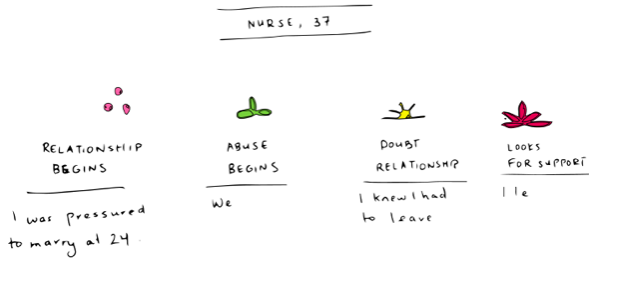 NURSE, 37
RELATIONSHIP
BEGINS
I was pressured
to marry at 24.
ABUSE
BEGINS
We
DOUBT
RELATIONSHIP
I knew I had
to leave
LOOKS
FOR SUPPORT
I le